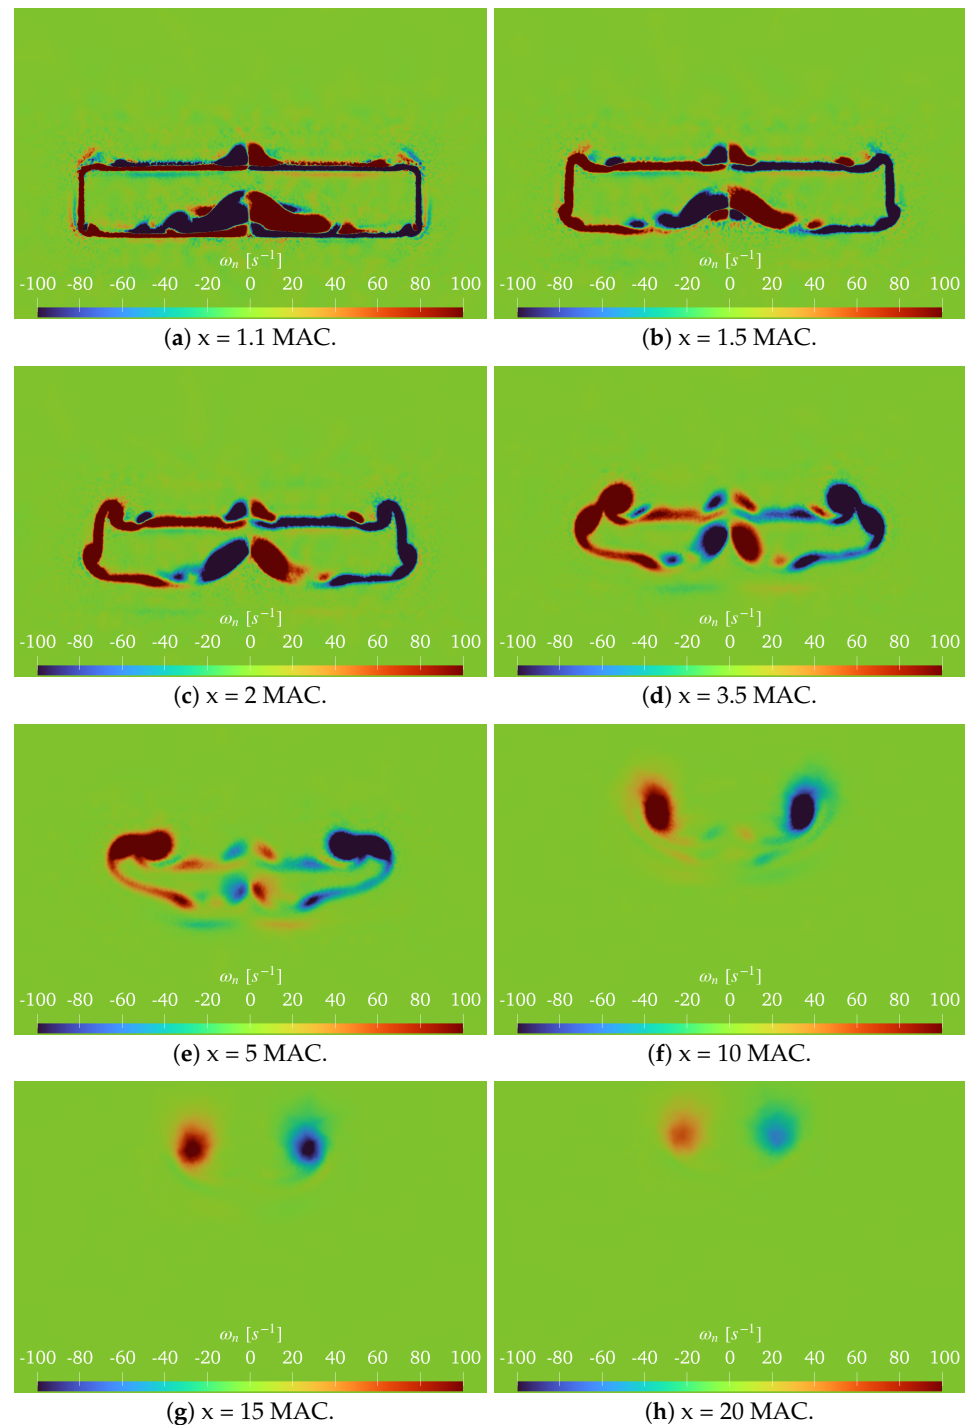 ωₙ [s⁻¹] ωₙ [s⁻¹]
-100 -80 -60 -40 -20 0 20 40 60 80 100 -100 -80 -60 -40 -20 0 20 40 60 80 100
(a) x = 1.1 MAC. (b) x = 1.5 MAC.
ωₙ [s⁻¹] ωₙ [s⁻¹]
-100 -80 -60 -40 -20 0 20 40 60 80 100 -100 -80 -60 -40 -20 0 20 40 60 80 100
(c) x = 2 MAC. (d) x = 3.5 MAC.
ωₙ [s⁻¹] ωₙ [s⁻¹]
-100 -80 -60 -40 -20 0 20 40 60 80 100 -100 -80 -60 -40 -20 0 20 40 60 80 100
(e) x = 5 MAC. (f) x = 10 MAC.
ωₙ [s⁻¹] ωₙ [s⁻¹]
-100 -80 -60 -40 -20 0 20 40 60 80 100 -100 -80 -60 -40 -20 0 20 40 60 80 100
(g) x = 15 MAC. (h) x = 20 MAC.